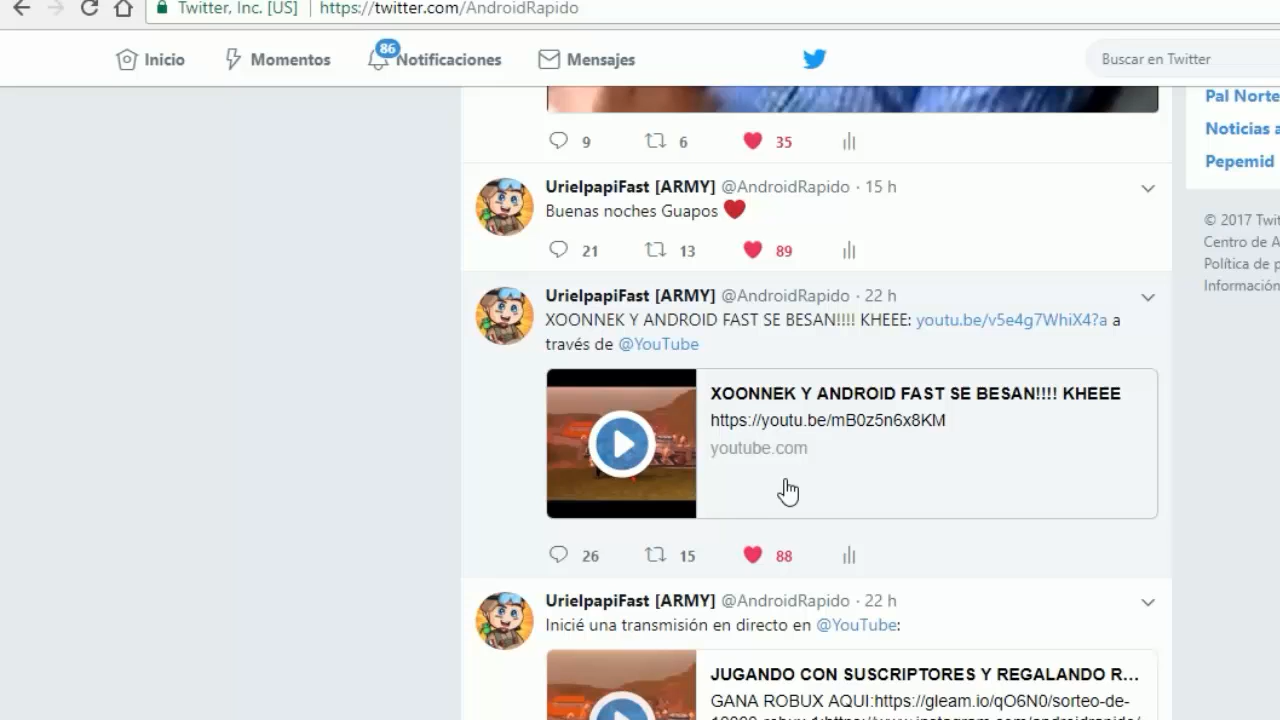 Twitter, Inc. [US] | https://twitter.com/AndroidRapido
Inicio Momentos 86 Notificaciones Mensajes Buscar en Twitter
Pal Norte
Noticias a
Pepemid
9 6 35
UrielpapiFast [ARMY] @AndroidRapido · 15 h
Buenas noches Guapos
21 13 89
© 2017 Twi
Centro de A
Política de p
Información
UrielpapiFast [ARMY] @AndroidRapido · 22 h
XOONNEK Y ANDROID FAST SE BESAN!!!! KHEEE: youtu.be/v5e4g7WhiX4?a a
través de @YouTube
XOONNEK Y ANDROID FAST SE BESAN!!!! KHEEE
https://youtu.be/mB0z5n6x8KM
youtube.com
26 15 88
UrielpapiFast [ARMY] @AndroidRapido · 22 h
Inicié una transmisión en directo en @YouTube:
JUGANDO CON SUSCRIPTORES Y REGALANDO R...
GANA ROBUX AQUI:https://gleam.io/qO6N0/sorteo-de-